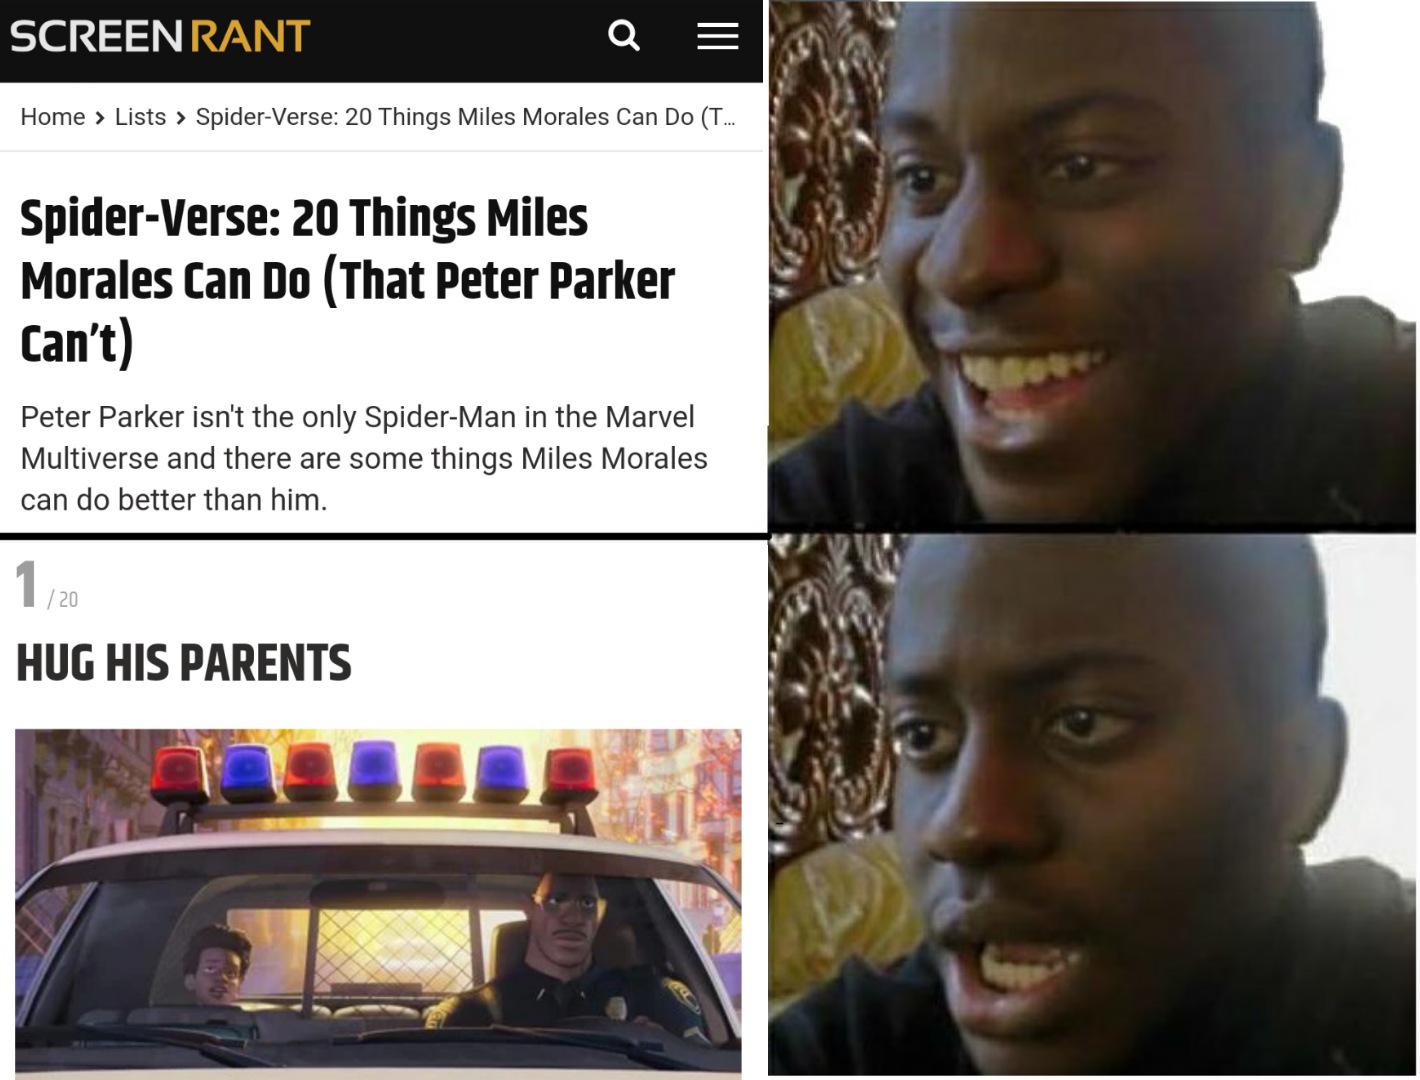 SCREENRANT
Home › Lists › Spider-Verse: 20 Things Miles Morales Can Do (T...
Spider-Verse: 20 Things Miles
Morales Can Do (That Peter Parker
Can't)
Peter Parker isn't the only Spider-Man in the Marvel
Multiverse and there are some things Miles Morales
can do better than him.
1 / 20
HUG HIS PARENTS